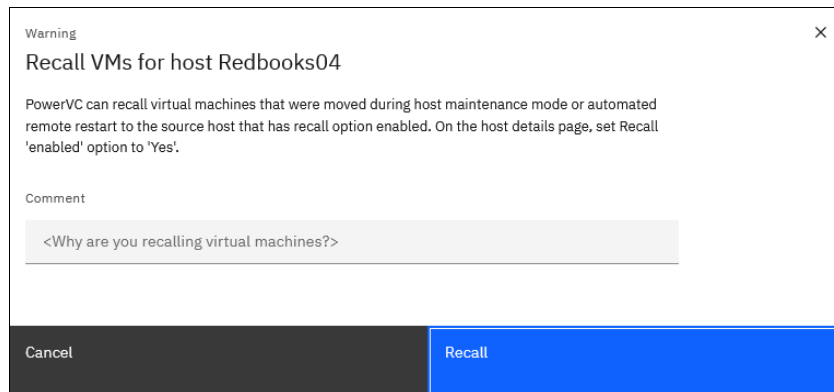 Warning
Recall VMs for host Redbooks04
PowerVC can recall virtual machines that were moved during host maintenance mode or automated
remote restart to the source host that has recall option enabled. On the host details page, set Recall
'enabled' option to 'Yes'.
Comment
<Why are you recalling virtual machines?>
Cancel
Recall